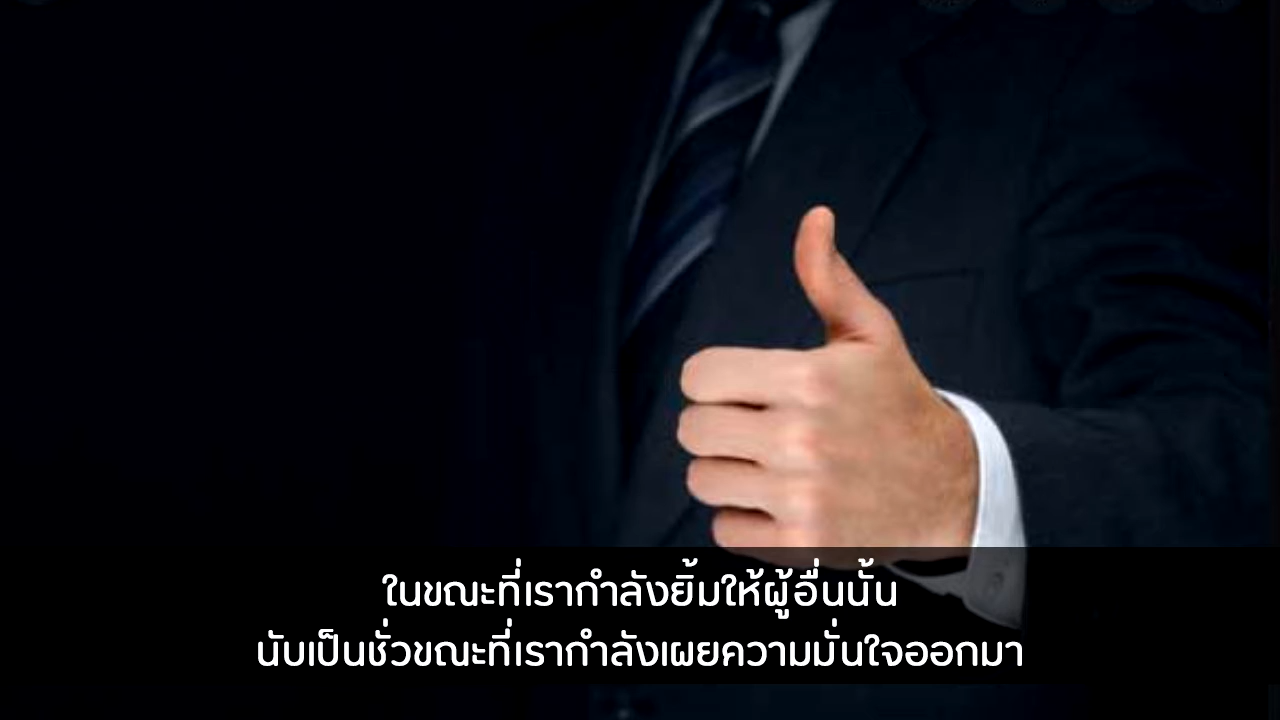 ในขณะที่เรากำลังยิ้มให้ผู้อื่นนั้น
นับเป็นชั่วขณะที่เรากำลังเผยความมั่นใจออกมา